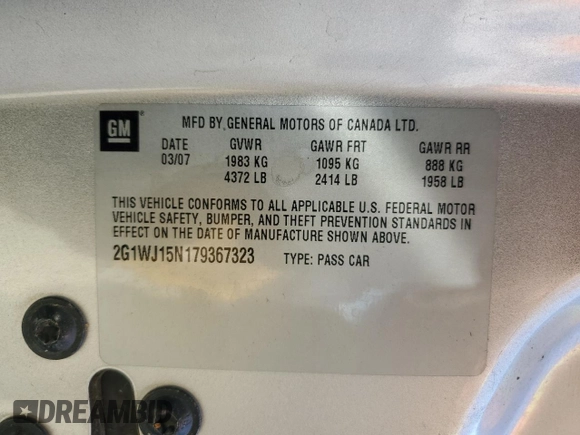 GM
MFD BY GENERAL MOTORS OF CANADA LTD.
DATE GVWR GAWR FRT GAWR RR
03/07 1983 KG 1095 KG 888 KG
4372 LB 2414 LB 1958 LB
THIS VEHICLE CONFORMS TO ALL APPLICABLE U.S. FEDERAL MOTOR
VEHICLE SAFETY, BUMPER, AND THEFT PREVENTION STANDARDS IN
EFFECT ON THE DATE OF MANUFACTURE SHOWN ABOVE.
2G1WJ15N179367323 TYPE: PASS CAR
DREAMBID